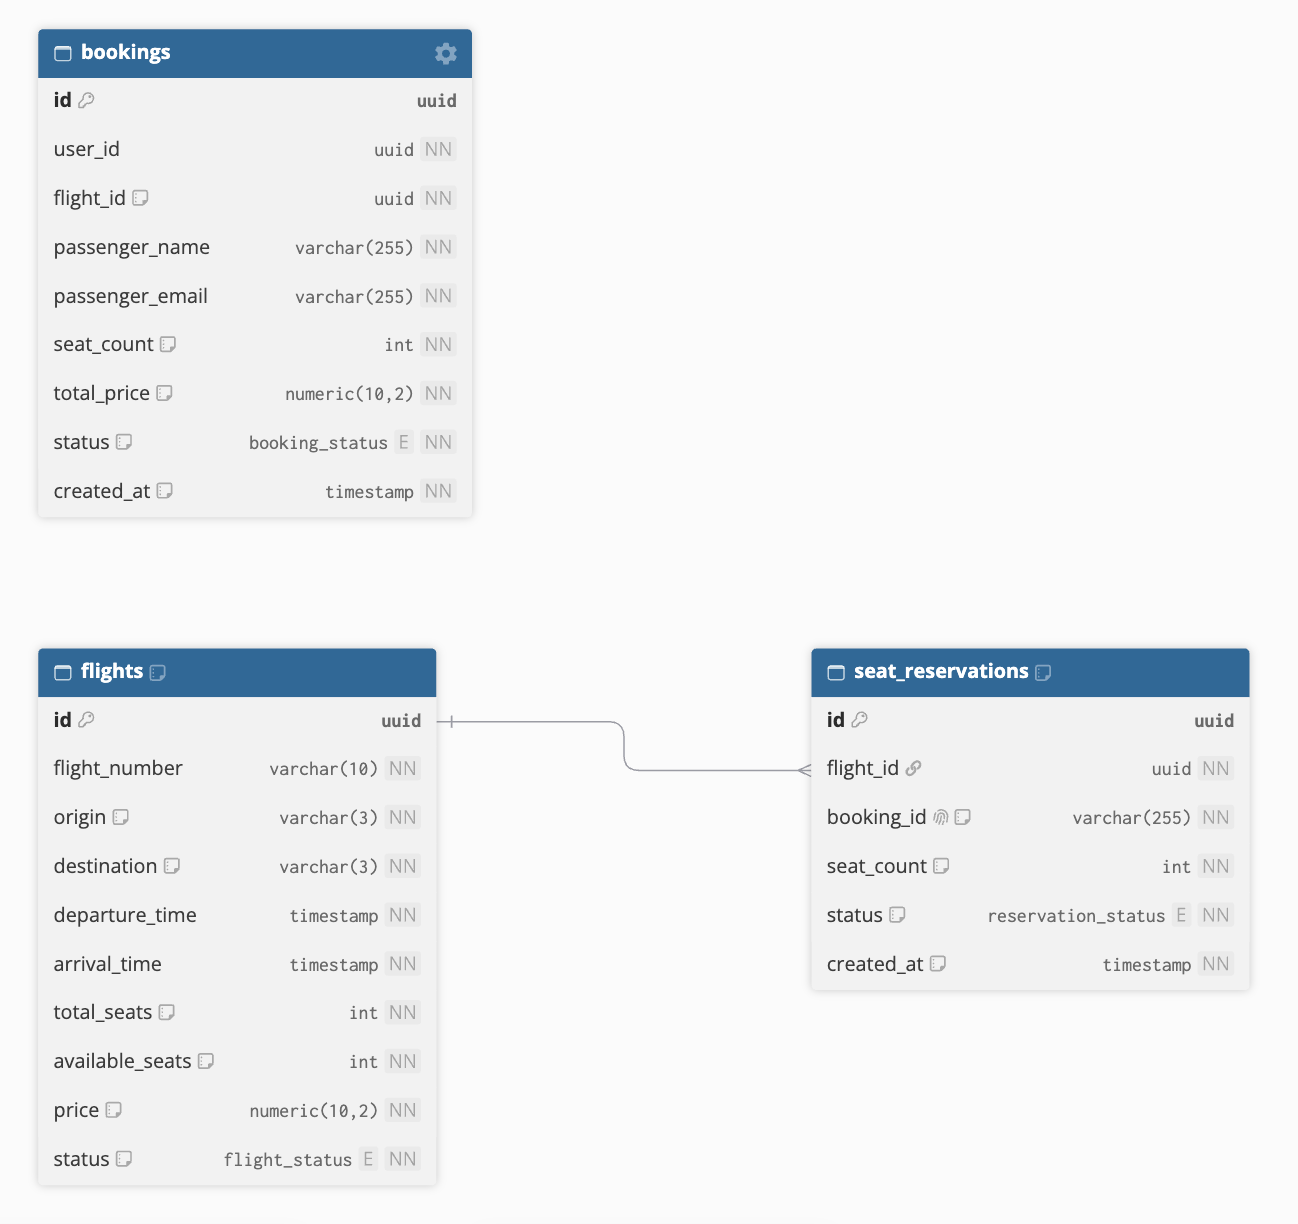 bookings
id uuid
user_id uuid NN
flight_id uuid NN
passenger_name varchar(255) NN
passenger_email varchar(255) NN
seat_count int NN
total_price numeric(10,2) NN
status booking_status E NN
created_at timestamp NN
flights
id uuid
flight_number varchar(10) NN
origin varchar(3) NN
destination varchar(3) NN
departure_time timestamp NN
arrival_time timestamp NN
total_seats int NN
available_seats int NN
price numeric(10,2) NN
status flight_status E NN
seat_reservations
id uuid
flight_id uuid NN
booking_id varchar(255) NN
seat_count int NN
status reservation_status E NN
created_at timestamp NN